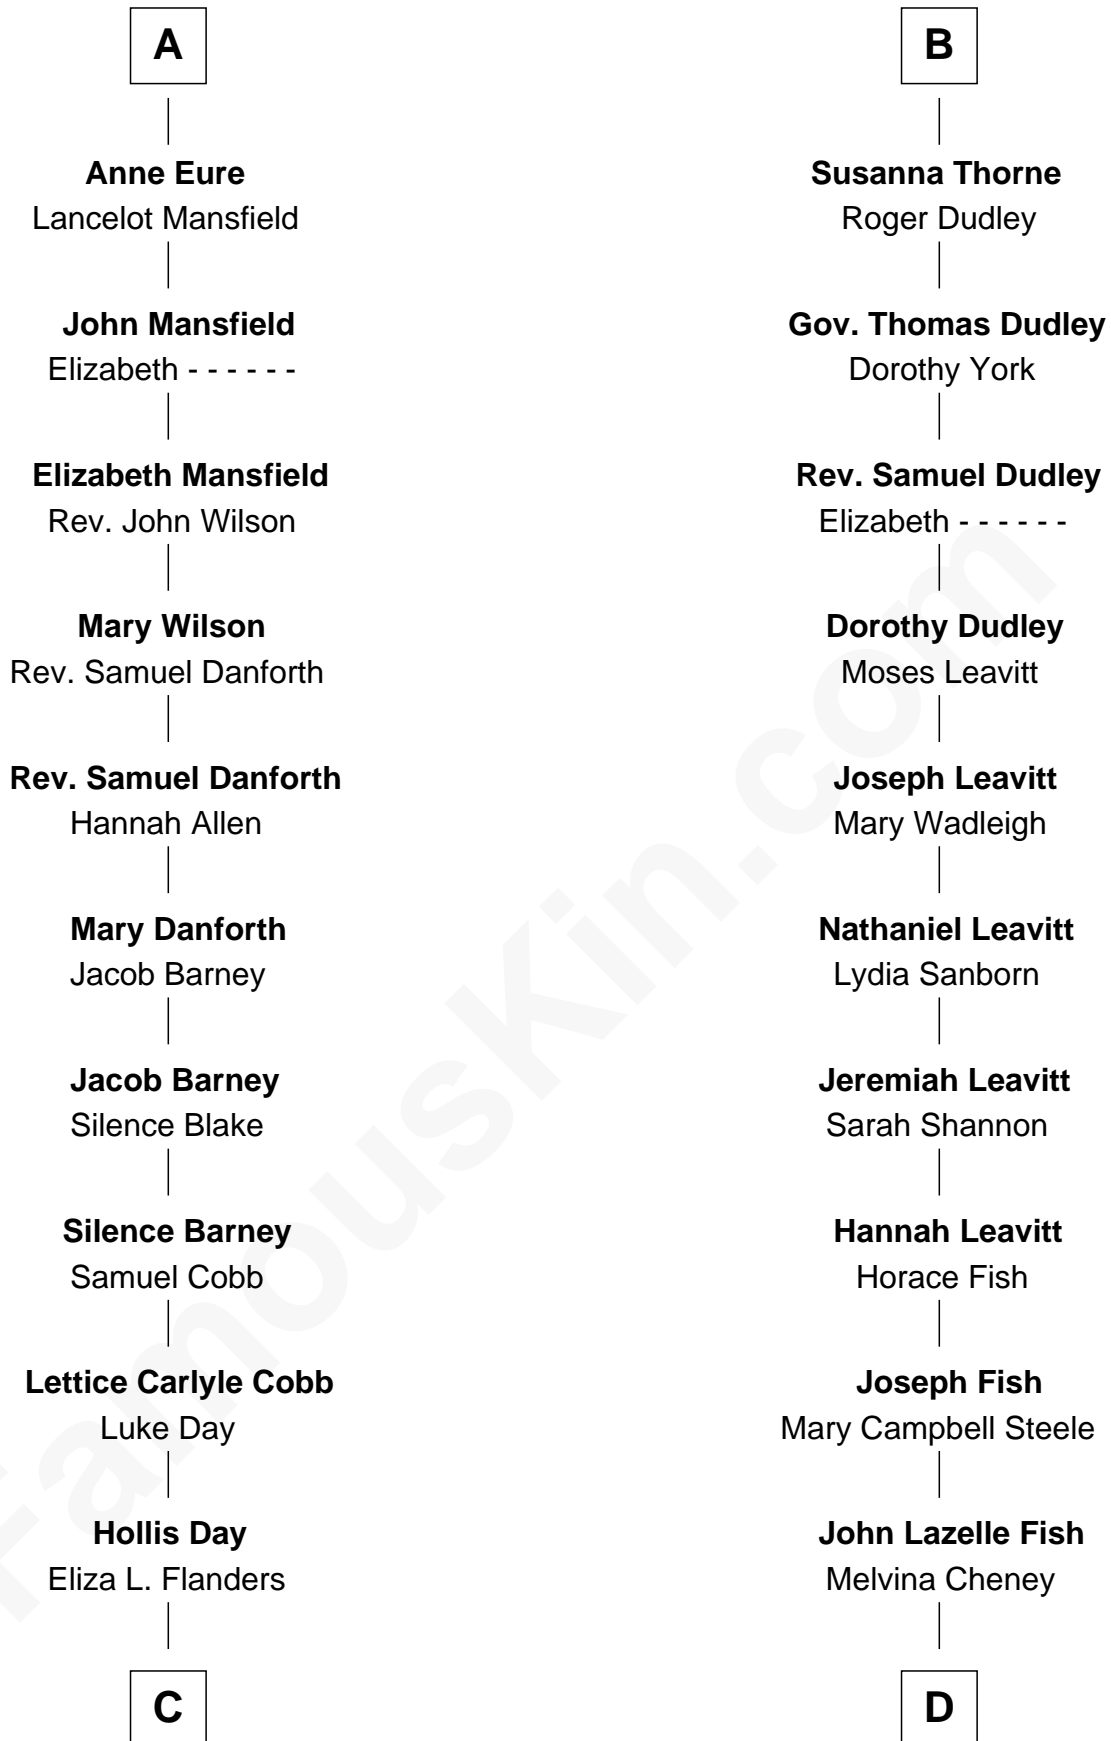 A
Anne Eure
Lancelot Mansfield
John Mansfield
Elizabeth - - - - - -
Elizabeth Mansfield
Rev. John Wilson
Mary Wilson
Rev. Samuel Danforth
Rev. Samuel Danforth
Hannah Allen
Mary Danforth
Jacob Barney
Jacob Barney
Silence Blake
Silence Barney
Samuel Cobb
Lettice Carlyle Cobb
Luke Day
Hollis Day
Eliza L. Flanders
C
B
Susanna Thorne
Roger Dudley
Gov. Thomas Dudley
Dorothy York
Rev. Samuel Dudley
Elizabeth - - - - - -
Dorothy Dudley
Moses Leavitt
Joseph Leavitt
Mary Wadleigh
Nathaniel Leavitt
Lydia Sanborn
Jeremiah Leavitt
Sarah Shannon
Hannah Leavitt
Horace Fish
Joseph Fish
Mary Campbell Steele
John Lazelle Fish
Melvina Cheney
D
FamousKin.com